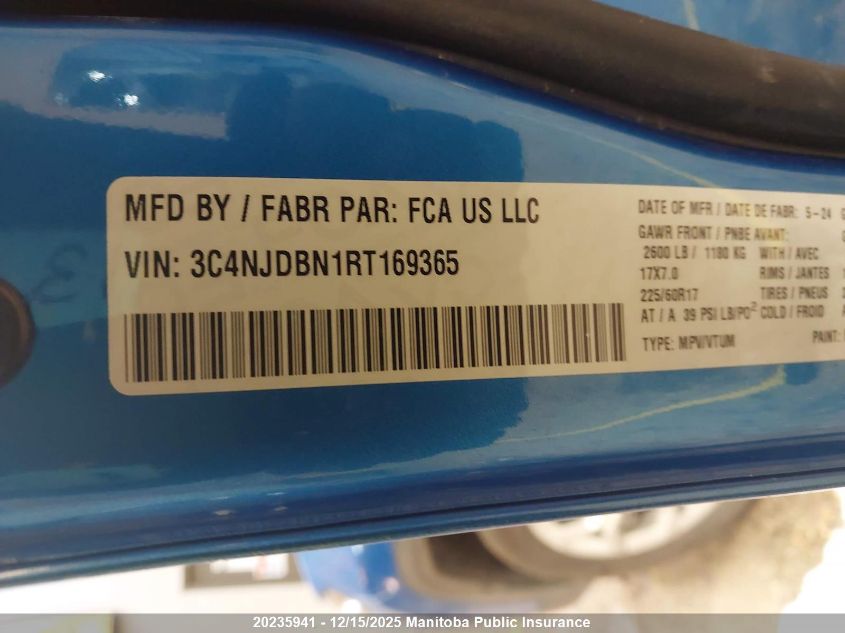 MFD BY / FABR PAR: FCA US LLC
VIN: 3C4NJDBN1RT169365
DATE OF MFR / DATE DE FABR: 5-24
GAWR FRONT / PNBE AVANT:
2600 LB / 1180 KG WITH / AVEC
17X7.0 RIMS / JANTES
225/60R17 TIRES / PNEUS
AT / A 39 PSI LB/PO² COLD / FROID
TYPE: MPV/VTUM PAINT:
20235941 - 12/15/2025 Manitoba Public Insurance